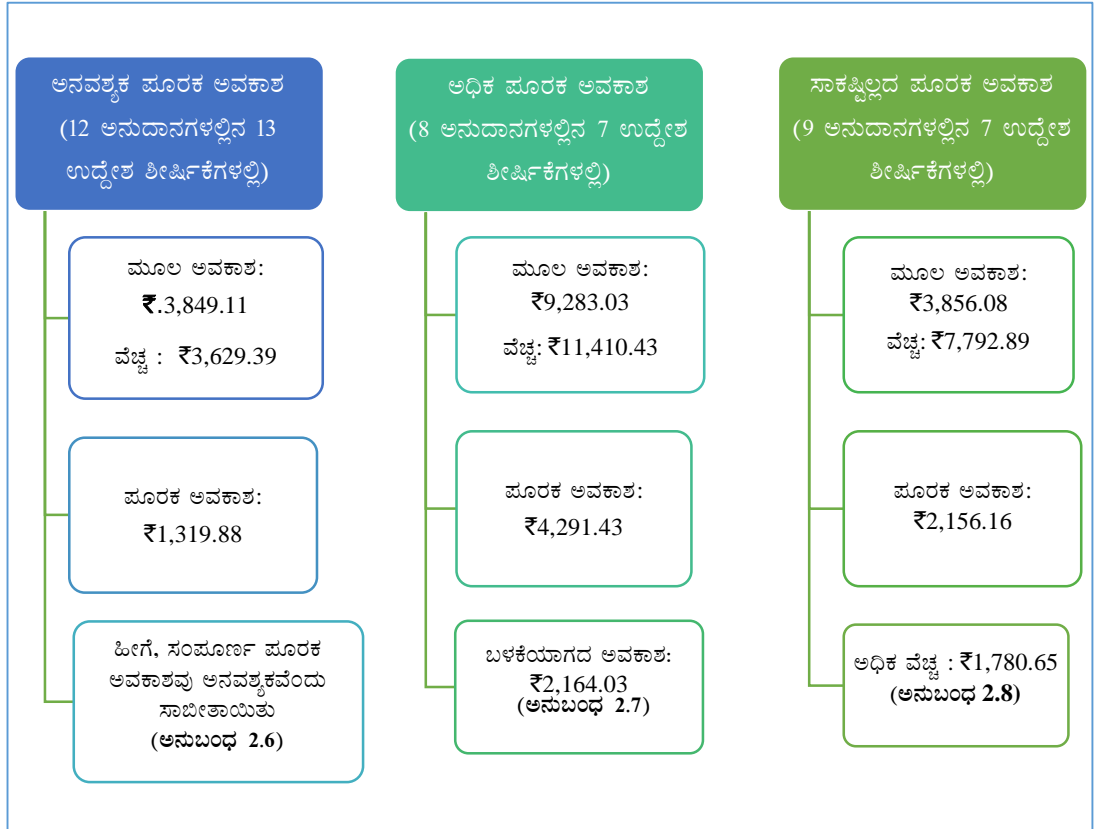 ಅನವಶ್ಯಕ ಪೂರಕ ಅವಕಾಶ
(12 ಅನುದಾನಗಳಲ್ಲಿನ 13
ಉದ್ದೇಶ ಶೀರ್ಷಿಕೆಗಳಲ್ಲಿ)
ಮೂಲ ಅವಕಾಶ:
₹.3,849.11
ವೆಚ್ಚ : ₹3,629.39
ಪೂರಕ ಅವಕಾಶ:
₹1,319.88
ಹೀಗೆ, ಸಂಪೂರ್ಣ ಪೂರಕ
ಅವಕಾಶವು ಅನವಶ್ಯಕವೆಂದು
ಸಾಬೀತಾಯಿತು
(ಅನುಬಂಧ 2.6)
ಅಧಿಕ ಪೂರಕ ಅವಕಾಶ
(8 ಅನುದಾನಗಳಲ್ಲಿನ 7 ಉದ್ದೇಶ
ಶೀರ್ಷಿಕೆಗಳಲ್ಲಿ)
ಮೂಲ ಅವಕಾಶ:
₹9,283.03
ವೆಚ್ಚ: ₹11,410.43
ಪೂರಕ ಅವಕಾಶ:
₹4,291.43
ಬಳಕೆಯಾಗದ ಅವಕಾಶ:
₹2,164.03
(ಅನುಬಂಧ 2.7)
ಸಾಕಷ್ಟಿಲ್ಲದ ಪೂರಕ ಅವಕಾಶ
(9 ಅನುದಾನಗಳಲ್ಲಿನ 7 ಉದ್ದೇಶ
ಶೀರ್ಷಿಕೆಗಳಲ್ಲಿ)
ಮೂಲ ಅವಕಾಶ:
₹3,856.08
ವೆಚ್ಚ: ₹7,792.89
ಪೂರಕ ಅವಕಾಶ:
₹2,156.16
ಅಧಿಕ ವೆಚ್ಚ : ₹1,780.65
(ಅನುಬಂಧ 2.8)